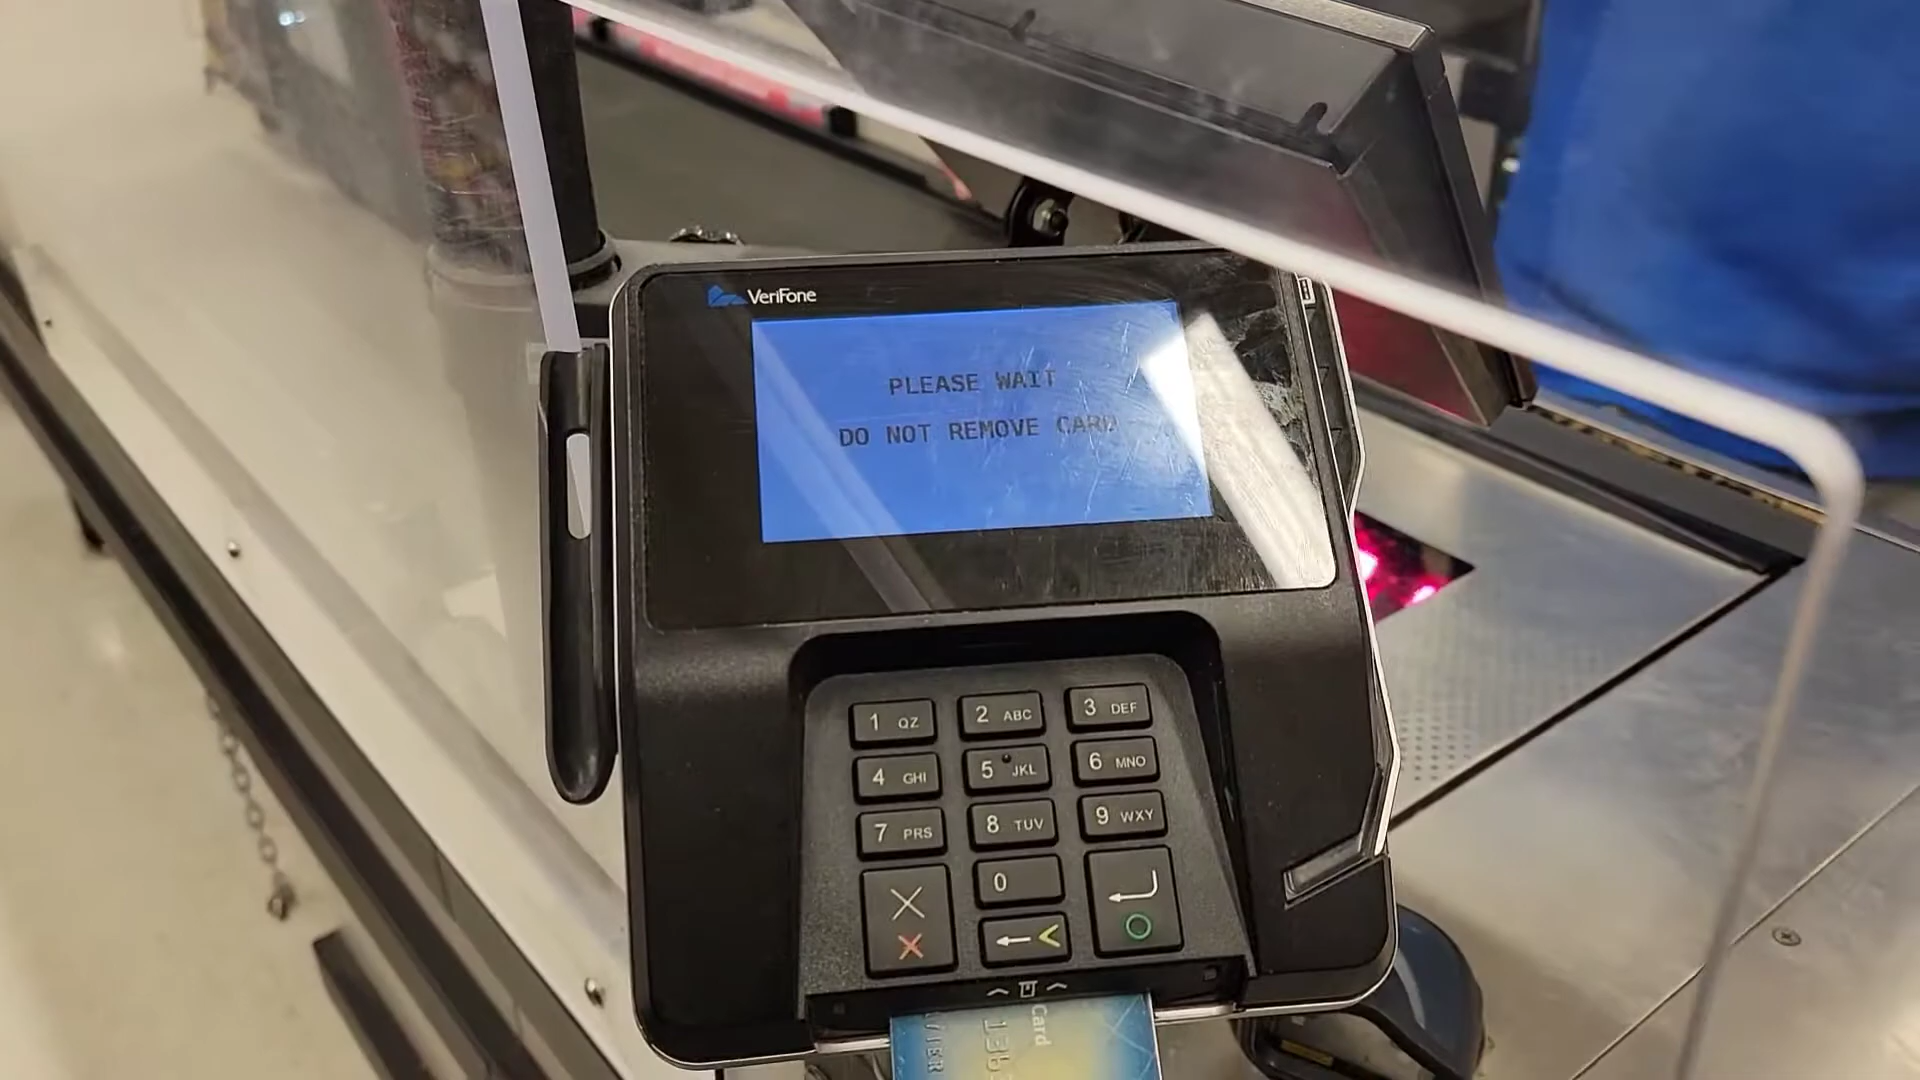 VeriFone
PLEASE WAIT
DO NOT REMOVE CARD
1 QZ
2 ABC
3 DEF
4 GHI
5 JKL
6 MNO
7 PRS
8 TUV
9 WXY
0
Card